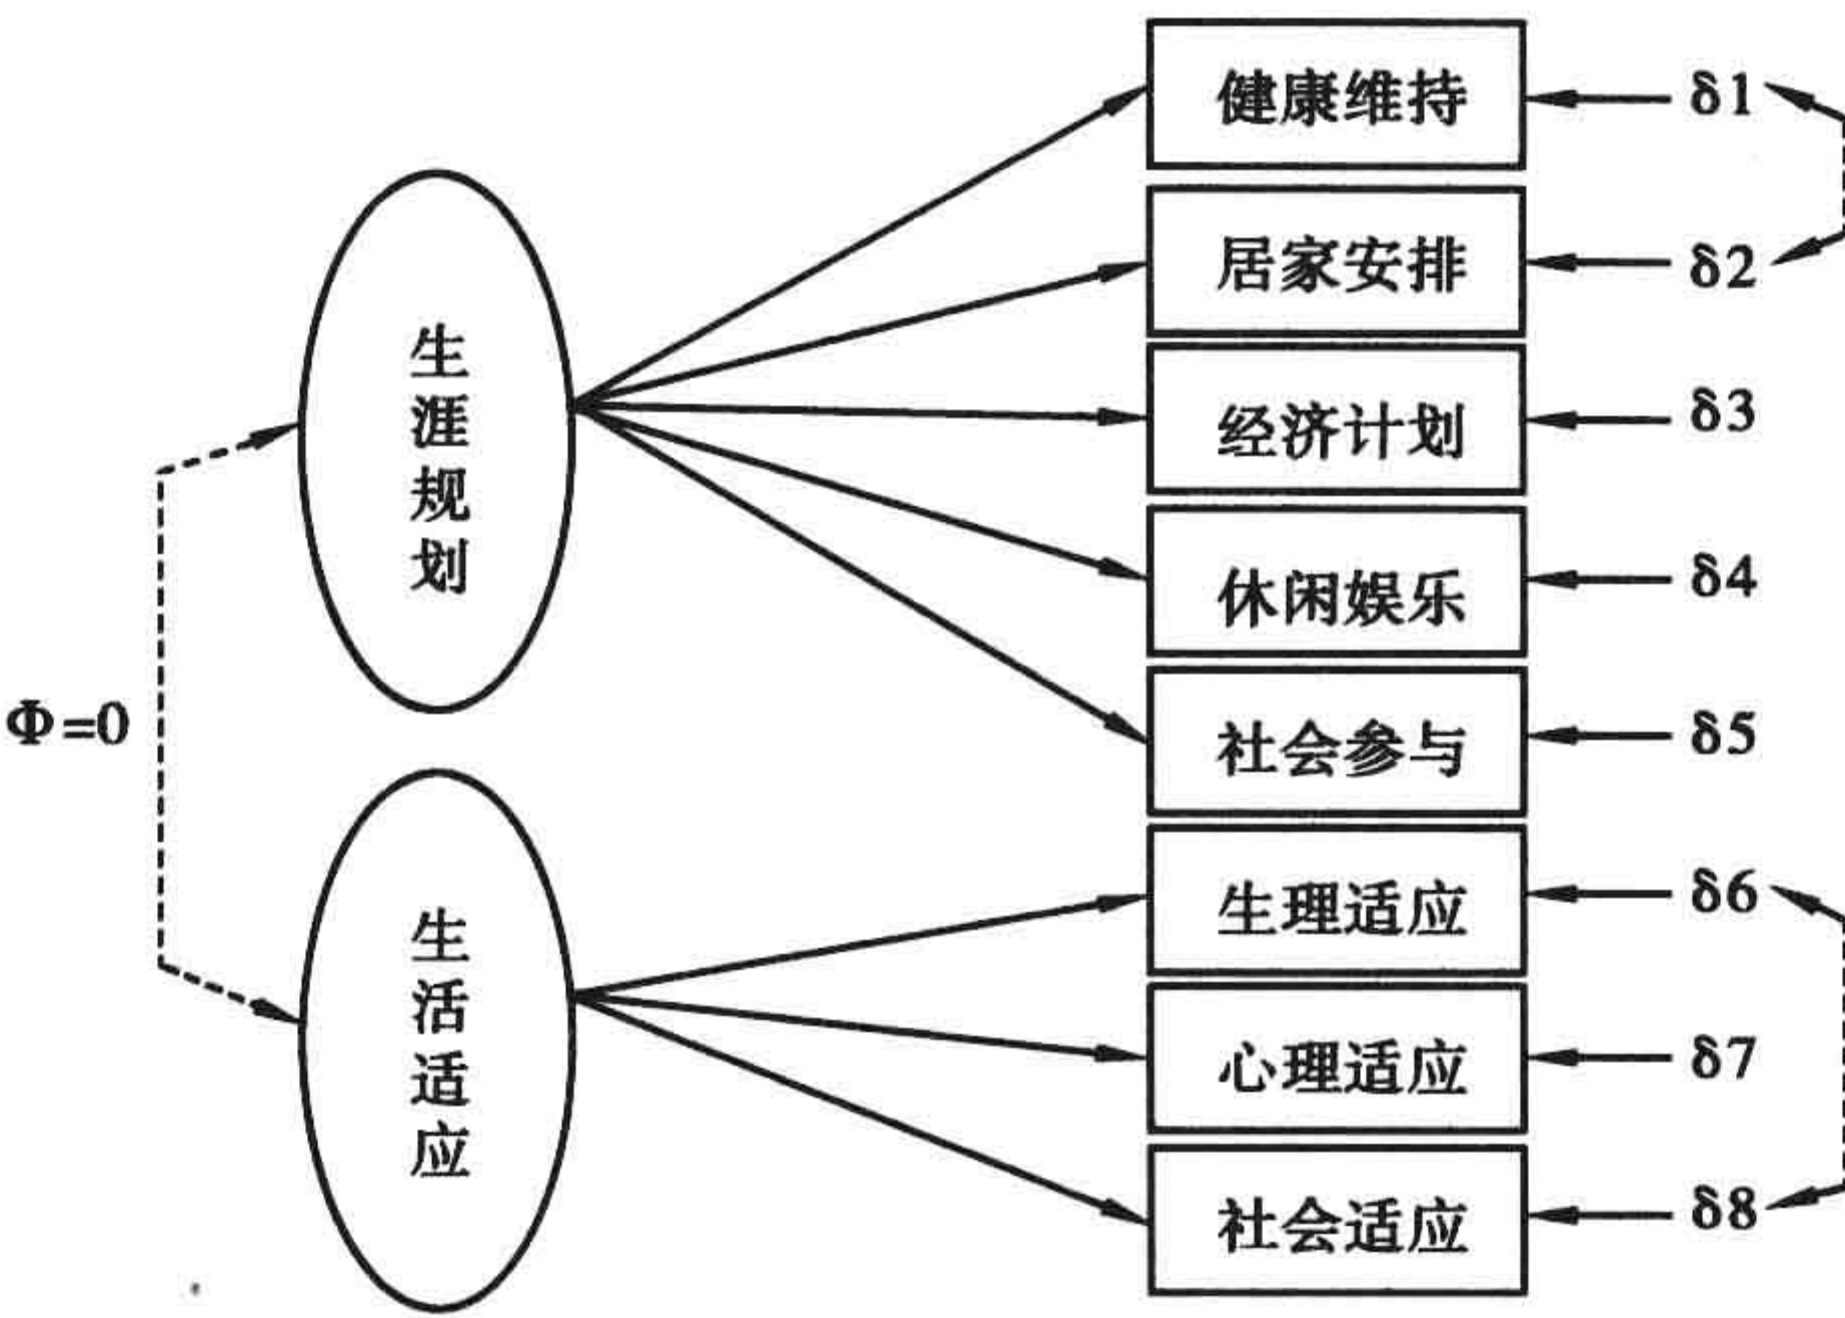 健康维持
δ1
居家安排
δ2
生涯规划
经济计划
δ3
休闲娱乐
δ4
Φ=0
社会参与
δ5
生理适应
δ6
生活适应
心理适应
δ7
社会适应
δ8